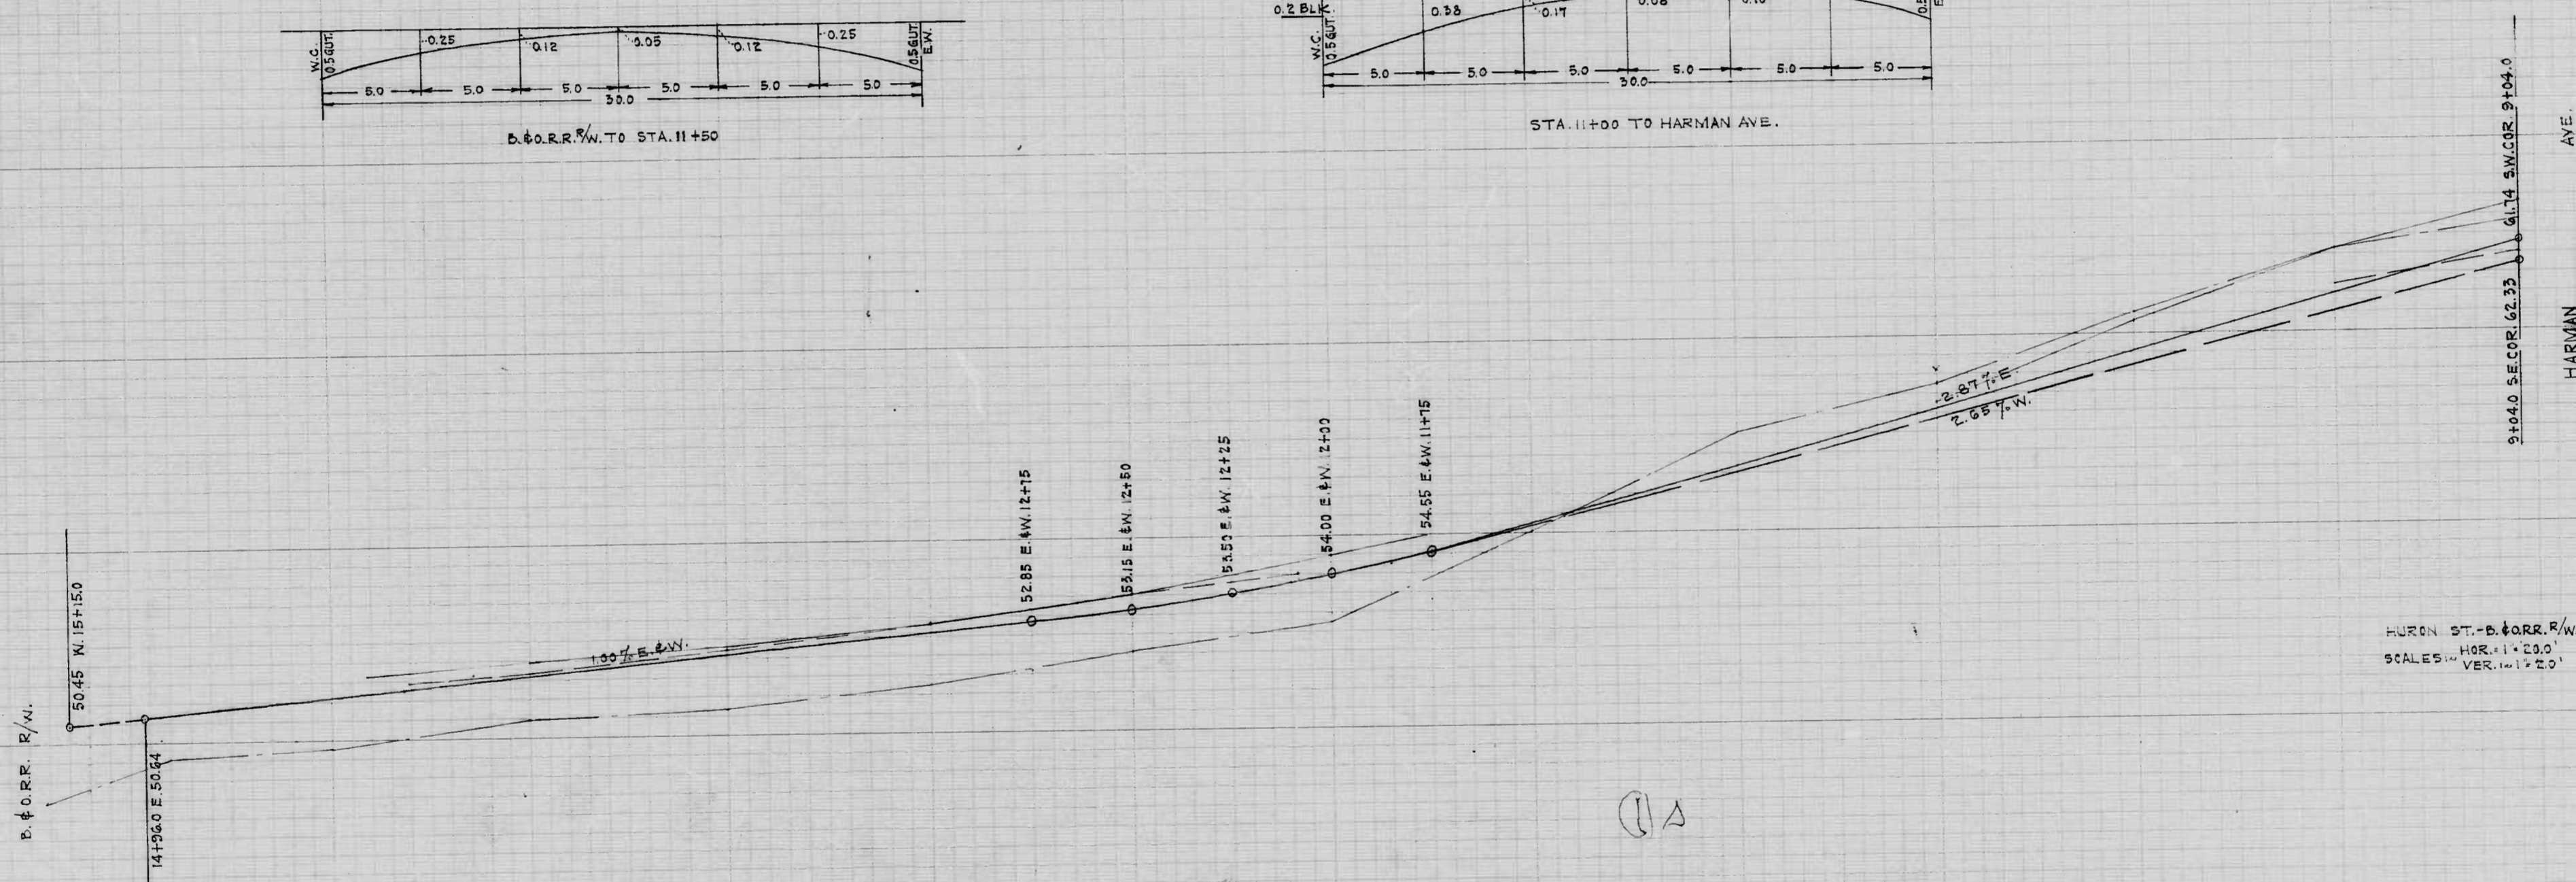 W.C.
0.5 GUT.
0.25
0.12
0.05
0.12
0.25
0.5 GUT.
E.W.
5.0 5.0 5.0 5.0 5.0 5.0
30.0
B.&O.R.R. R/W. TO STA. 11+50
0.2 BLK.
W.C.
0.5 GUT.
0.38
0.17
0.08
5.0 5.0 5.0 5.0 5.0 5.0
30.0
STA. 11+00 TO HARMAN AVE.
61.74 S.W. COR. 9+04.0
9+04.0 S.E. COR. 62.33
HARMAN AVE.
2.87% E.
2.65% W.
54.55 E.&W. 11+75
54.00 E.&W. 12+00
53.50 E.&W. 12+25
53.15 E.&W. 12+50
52.85 E.&W. 12+75
1.00% E.&W.
50.45 W. 15+15.0
14+96.0 E. 50.64
B.&O.R.R. R/W.
HURON ST.-B.&O.RR. R/W
SCALES:~ HOR.~1"=20.0'
VER.~1"=2.0'